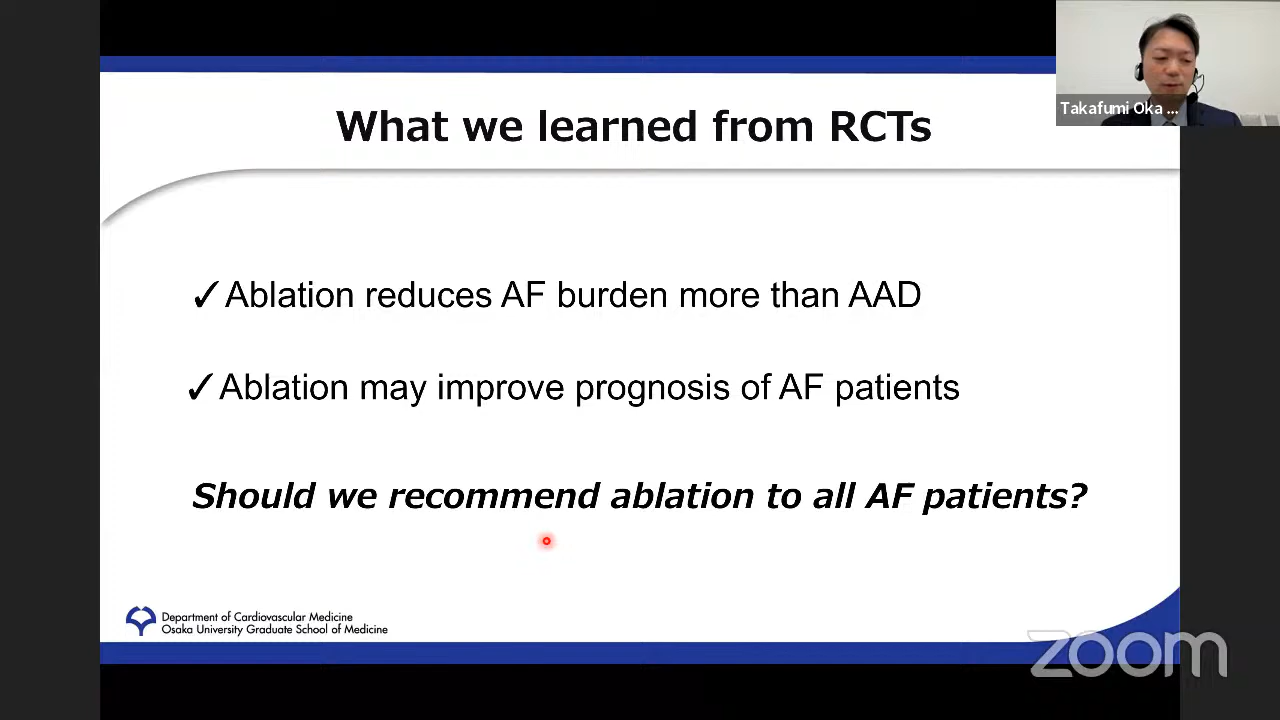 What we learned from RCTs
Takafumi Oka ...
✓Ablation reduces AF burden more than AAD
✓Ablation may improve prognosis of AF patients
Should we recommend ablation to all AF patients?
Department of Cardiovascular Medicine
Osaka University Graduate School of Medicine
zoom